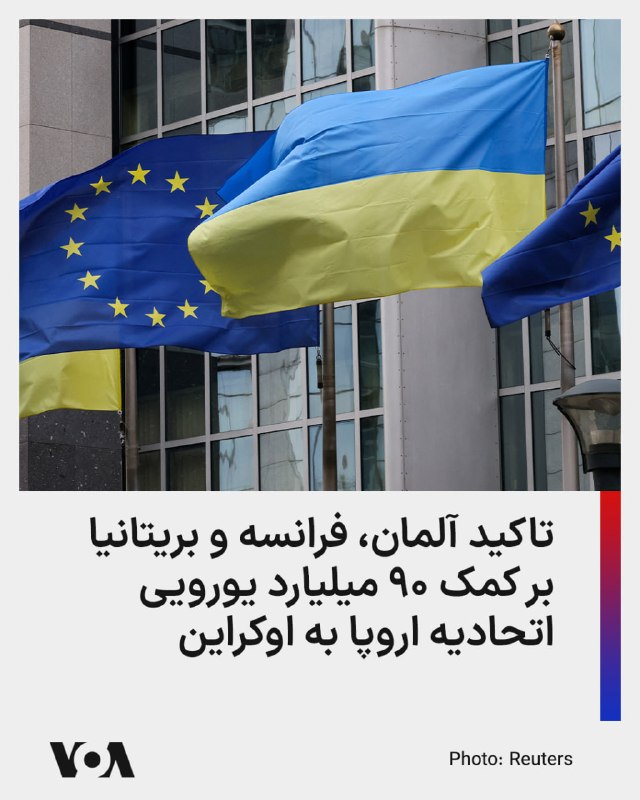 تاکید آلمان، فرانسه و بریتانیا
بر کمک ۹۰ میلیارد یورویی
اتحادیه اروپا به اوکراین
VOA
Photo: Reuters